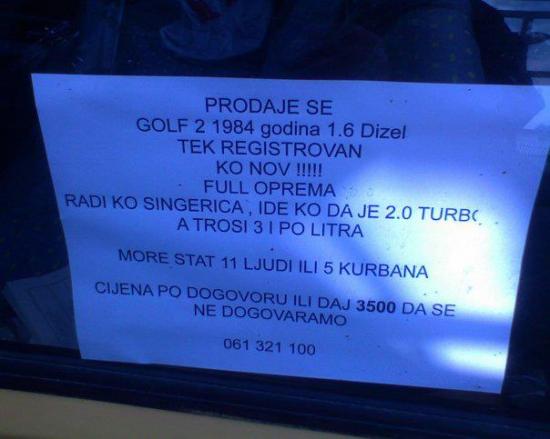 PRODAJE SE
GOLF 2 1984 godina 1.6 Dizel
TEK REGISTROVAN
KO NOV !!!!!
FULL OPREMA
RADI KO SINGERICA , IDE KO DA JE 2.0 TURBO
A TROSI 3 I PO LITRA
MORE STAT 11 LJUDI ILI 5 KURBANA
CIJENA PO DOGOVORU ILI DAJ 3500 DA SE
NE DOGOVARAMO
061 321 100